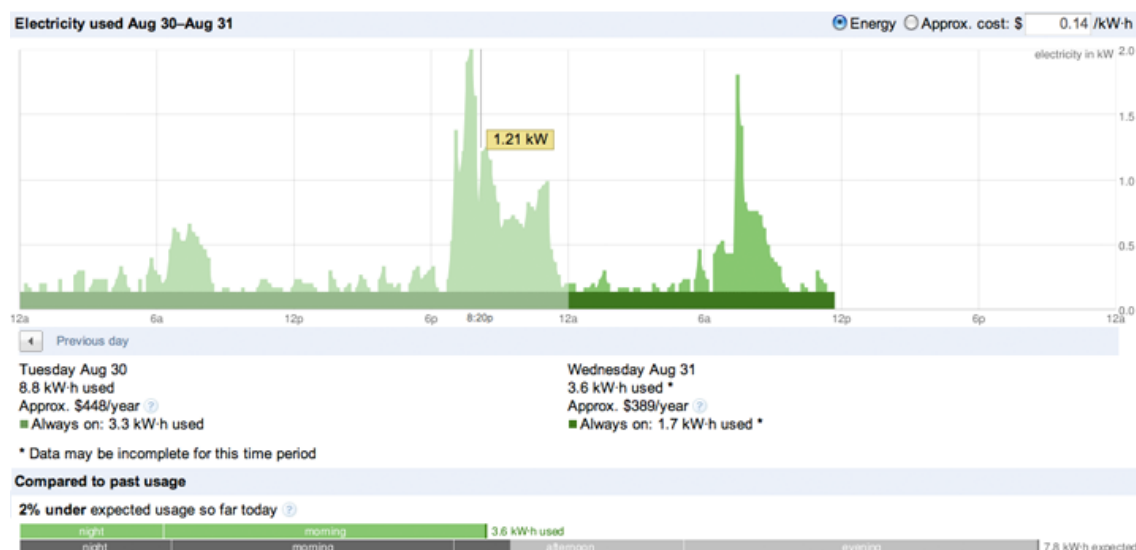 Electricity used Aug 30–Aug 31 Energy Approx. cost: $ 0.14 /kW·h
electricity in kW 2.0
1.5
1.21 kW
1.0
0.5
0.0
12a 6a 12p 6p 8:20p 12a 6a 12p 6p 12a
Previous day
Tuesday Aug 30
8.8 kW·h used
Approx. $448/year ?
Always on: 3.3 kW·h used
Wednesday Aug 31
3.6 kW·h used *
Approx. $389/year ?
Always on: 1.7 kW·h used *
* Data may be incomplete for this time period
Compared to past usage
2% under expected usage so far today ?
night morning 3.6 kW·h used
night morning afternoon evening 7.8 kW·h expected